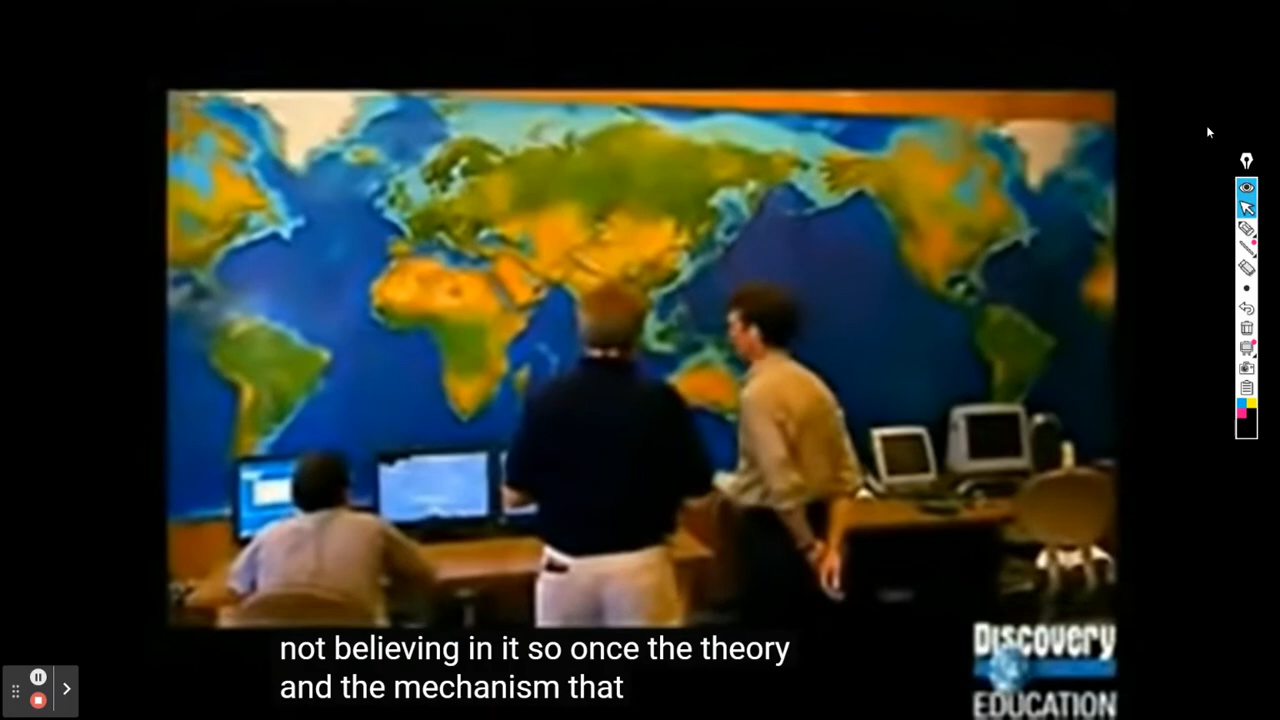 not believing in it so once the theory
and the mechanism that
Discovery
EDUCATION